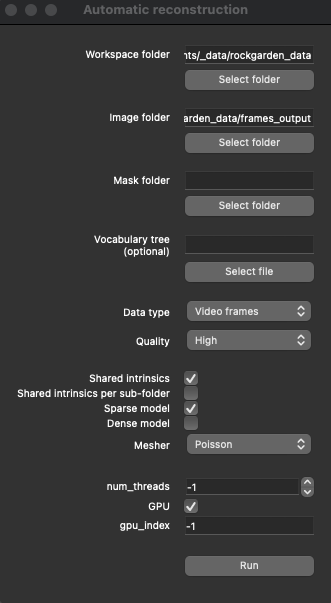 Automatic reconstruction
Workspace folder
nts/_data/rockgarden_data
Select folder
Image folder
garden_data/frames_output
Select folder
Mask folder
Select folder
Vocabulary tree
(optional)
Select file
Data type
Video frames
Quality
High
Shared intrinsics
Shared intrinsics per sub-folder
Sparse model
Dense model
Mesher
Poisson
num_threads
-1
GPU
gpu_index
-1
Run